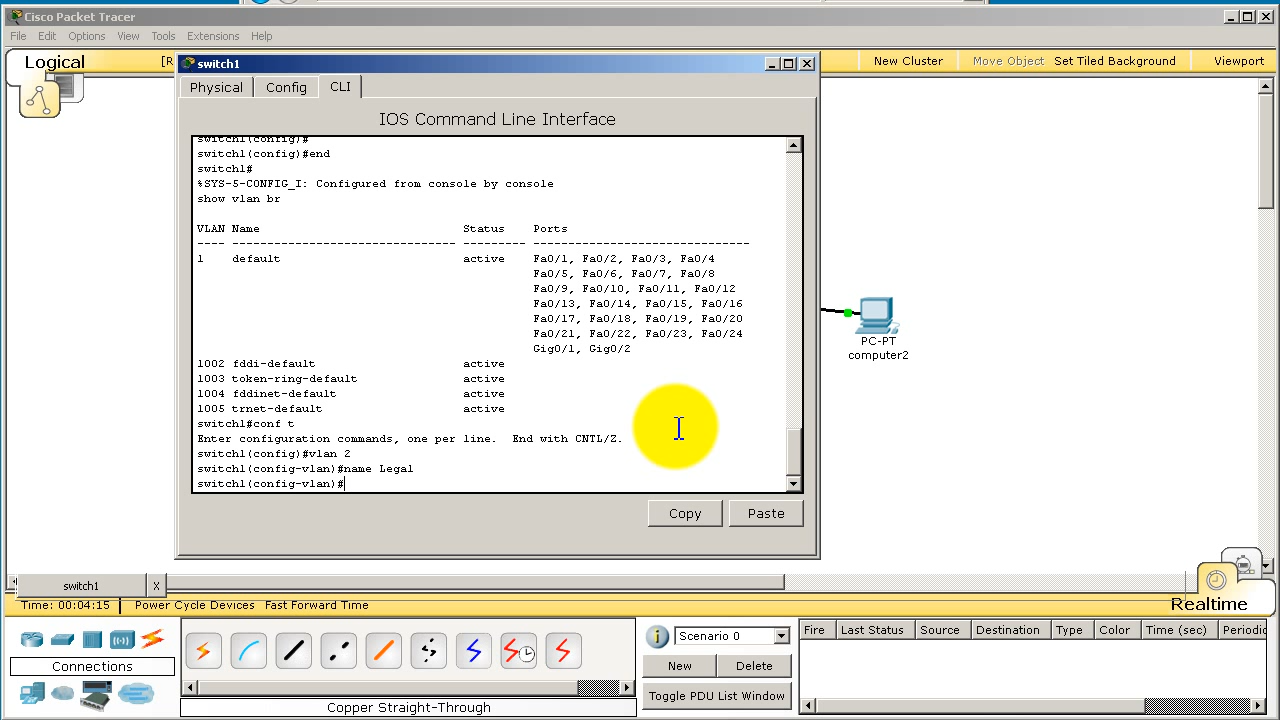 Cisco Packet Tracer
File Edit Options View Tools Extensions Help
Logical
[R
New Cluster
Move Object
Set Tiled Background
Viewport
switch1
Physical
Config
CLI
IOS Command Line Interface
switch1(config)#
switch1(config)#end
switch1#
%SYS-5-CONFIG_I: Configured from console by console
show vlan br
VLAN Name Status Ports
---- -------------------------------- --------- -------------------------------
1 default active Fa0/1, Fa0/2, Fa0/3, Fa0/4
Fa0/5, Fa0/6, Fa0/7, Fa0/8
Fa0/9, Fa0/10, Fa0/11, Fa0/12
Fa0/13, Fa0/14, Fa0/15, Fa0/16
Fa0/17, Fa0/18, Fa0/19, Fa0/20
Fa0/21, Fa0/22, Fa0/23, Fa0/24
Gig0/1, Gig0/2
1002 fddi-default active
1003 token-ring-default active
1004 fddinet-default active
1005 trnet-default active
switch1#conf t
Enter configuration commands, one per line. End with CNTL/Z.
switch1(config)#vlan 2
switch1(config-vlan)#name Legal
switch1(config-vlan)#
Copy
Paste
PC-PT
computer2
switch1
X
Time: 00:04:15
Power Cycle Devices
Fast Forward Time
Realtime
Connections
Copper Straight-Through
i
Scenario 0
New
Delete
Toggle PDU List Window
Fire Last Status Source Destination Type Color Time (sec) Periodi